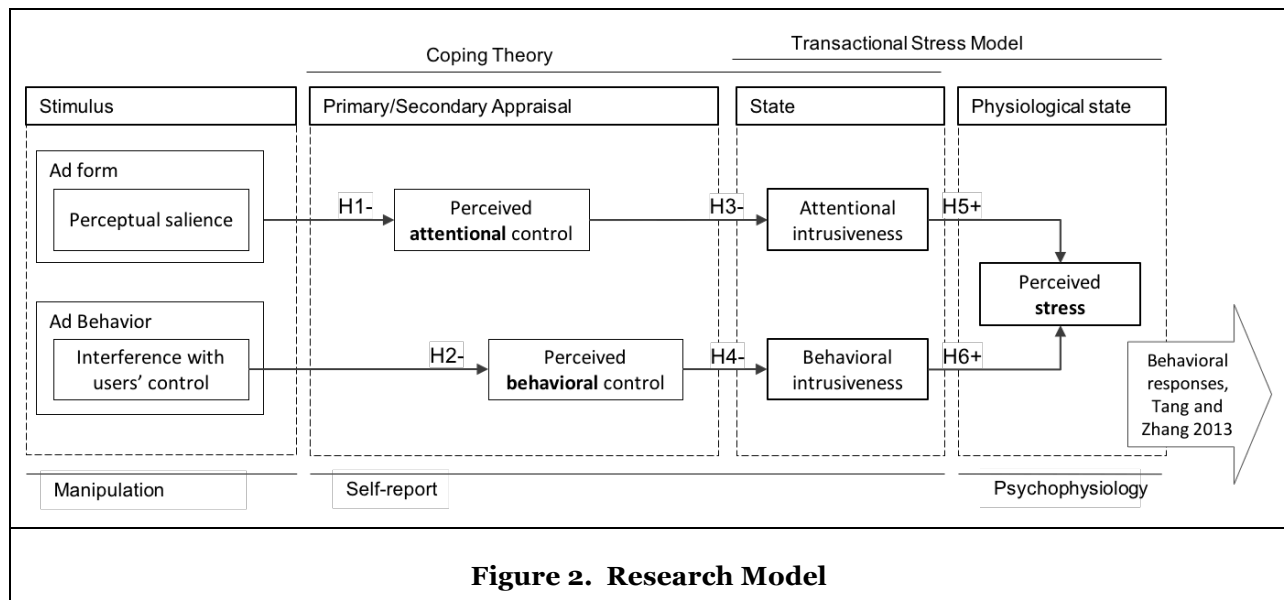 Coping Theory
Transactional Stress Model
Stimulus
Primary/Secondary Appraisal
State
Physiological state
Ad form
Perceptual salience
H1-
Perceived
attentional control
H3-
Attentional
intrusiveness
H5+
Perceived
stress
Ad Behavior
Interference with
users’ control
H2-
Perceived
behavioral control
H4-
Behavioral
intrusiveness
H6+
Behavioral
responses,
Tang and
Zhang 2013
Manipulation
Self-report
Psychophysiology
Figure 2. Research Model